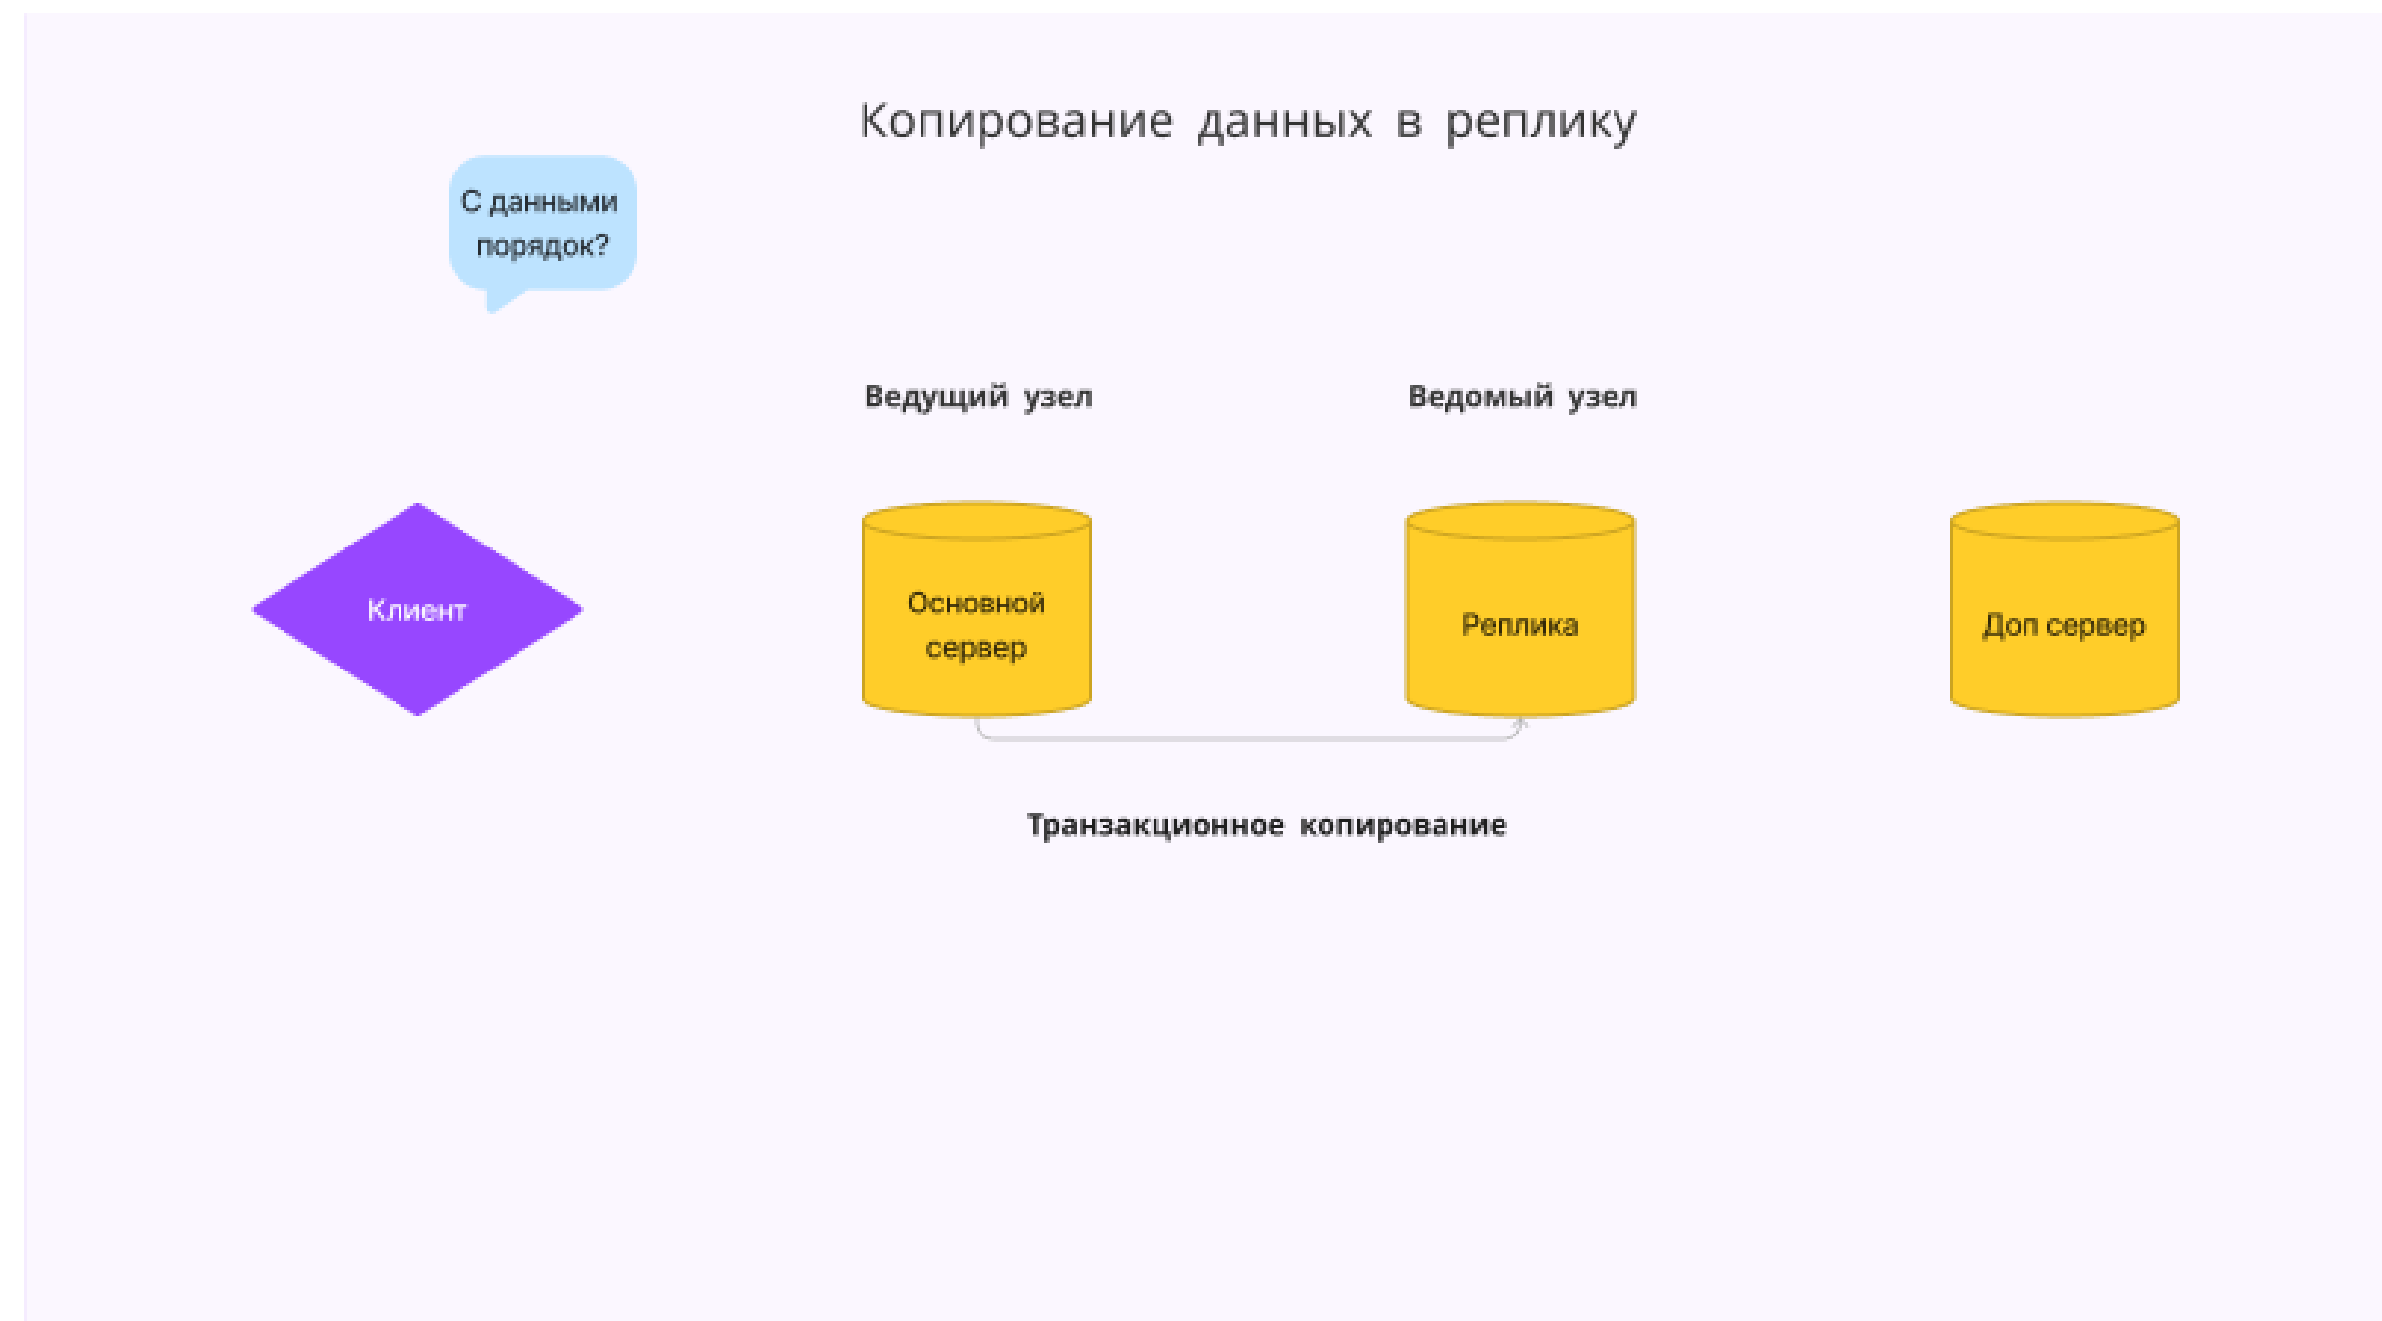 Копирование данных в реплику
С данными
порядок?
Ведущий узел
Ведомый узел
Клиент
Основной
сервер
Реплика
Доп сервер
Транзакционное копирование